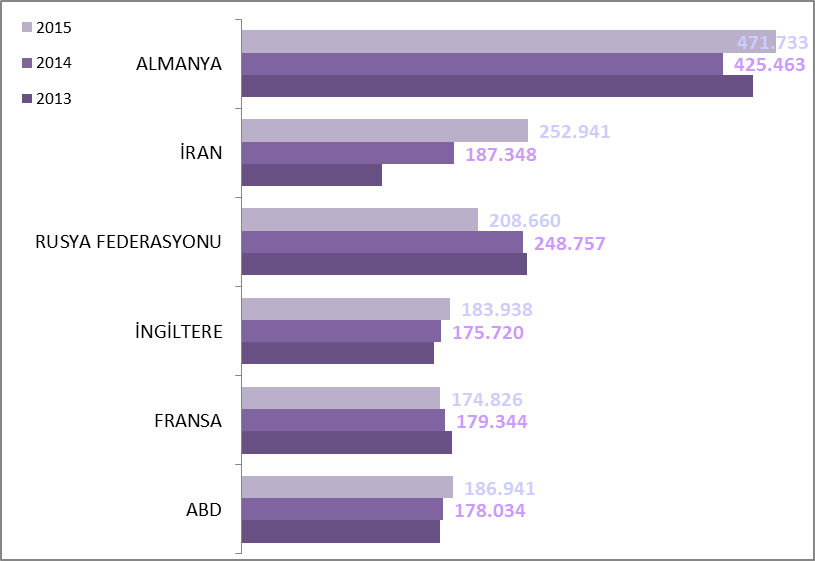 2015
2014
2013
ALMANYA
471.733
425.463
İRAN
252.941
187.348
RUSYA FEDERASYONU
208.660
248.757
İNGİLTERE
183.938
175.720
FRANSA
174.826
179.344
ABD
186.941
178.034